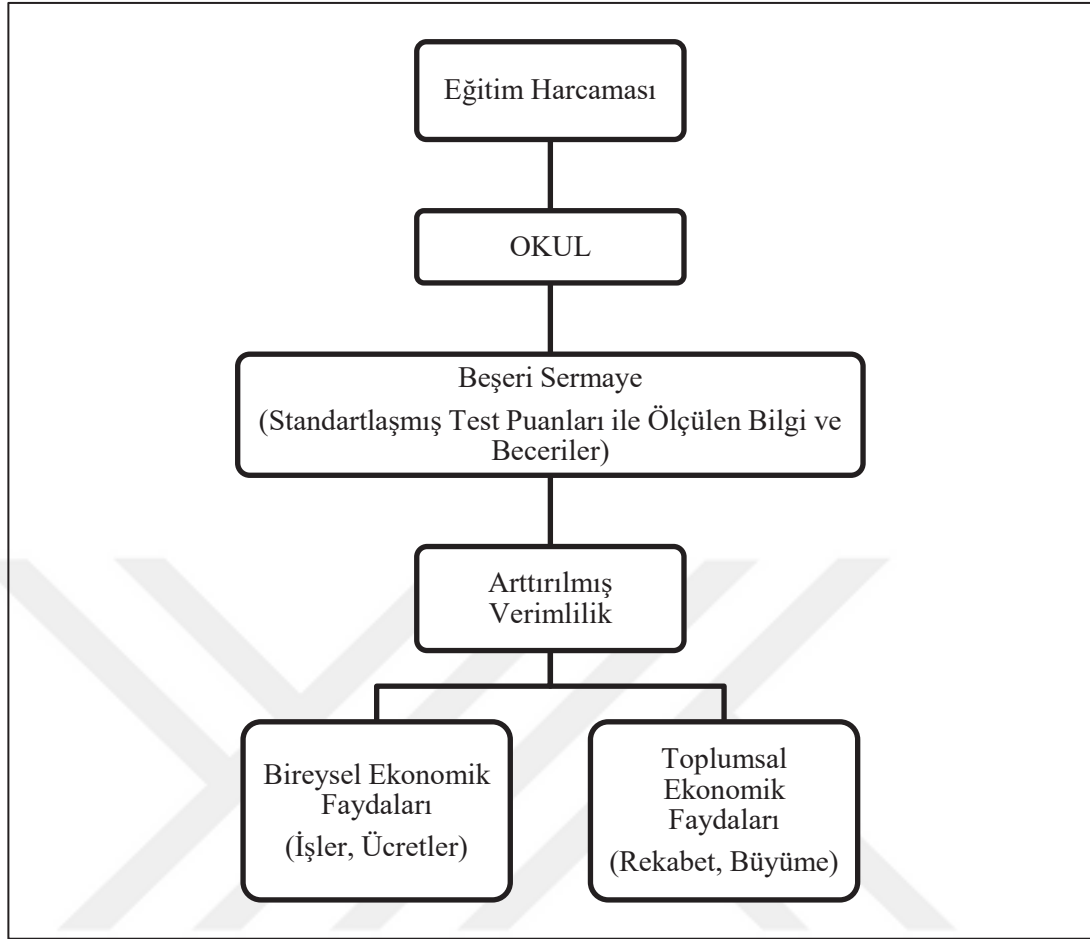 Eğitim Harcaması
OKUL
Beşeri Sermaye
(Standartlaşmış Test Puanları ile Ölçülen Bilgi ve
Beceriler)
Arttırılmış
Verimlilik
Bireysel Ekonomik
Faydaları
(İşler, Ücretler)
Toplumsal
Ekonomik
Faydaları
(Rekabet, Büyüme)